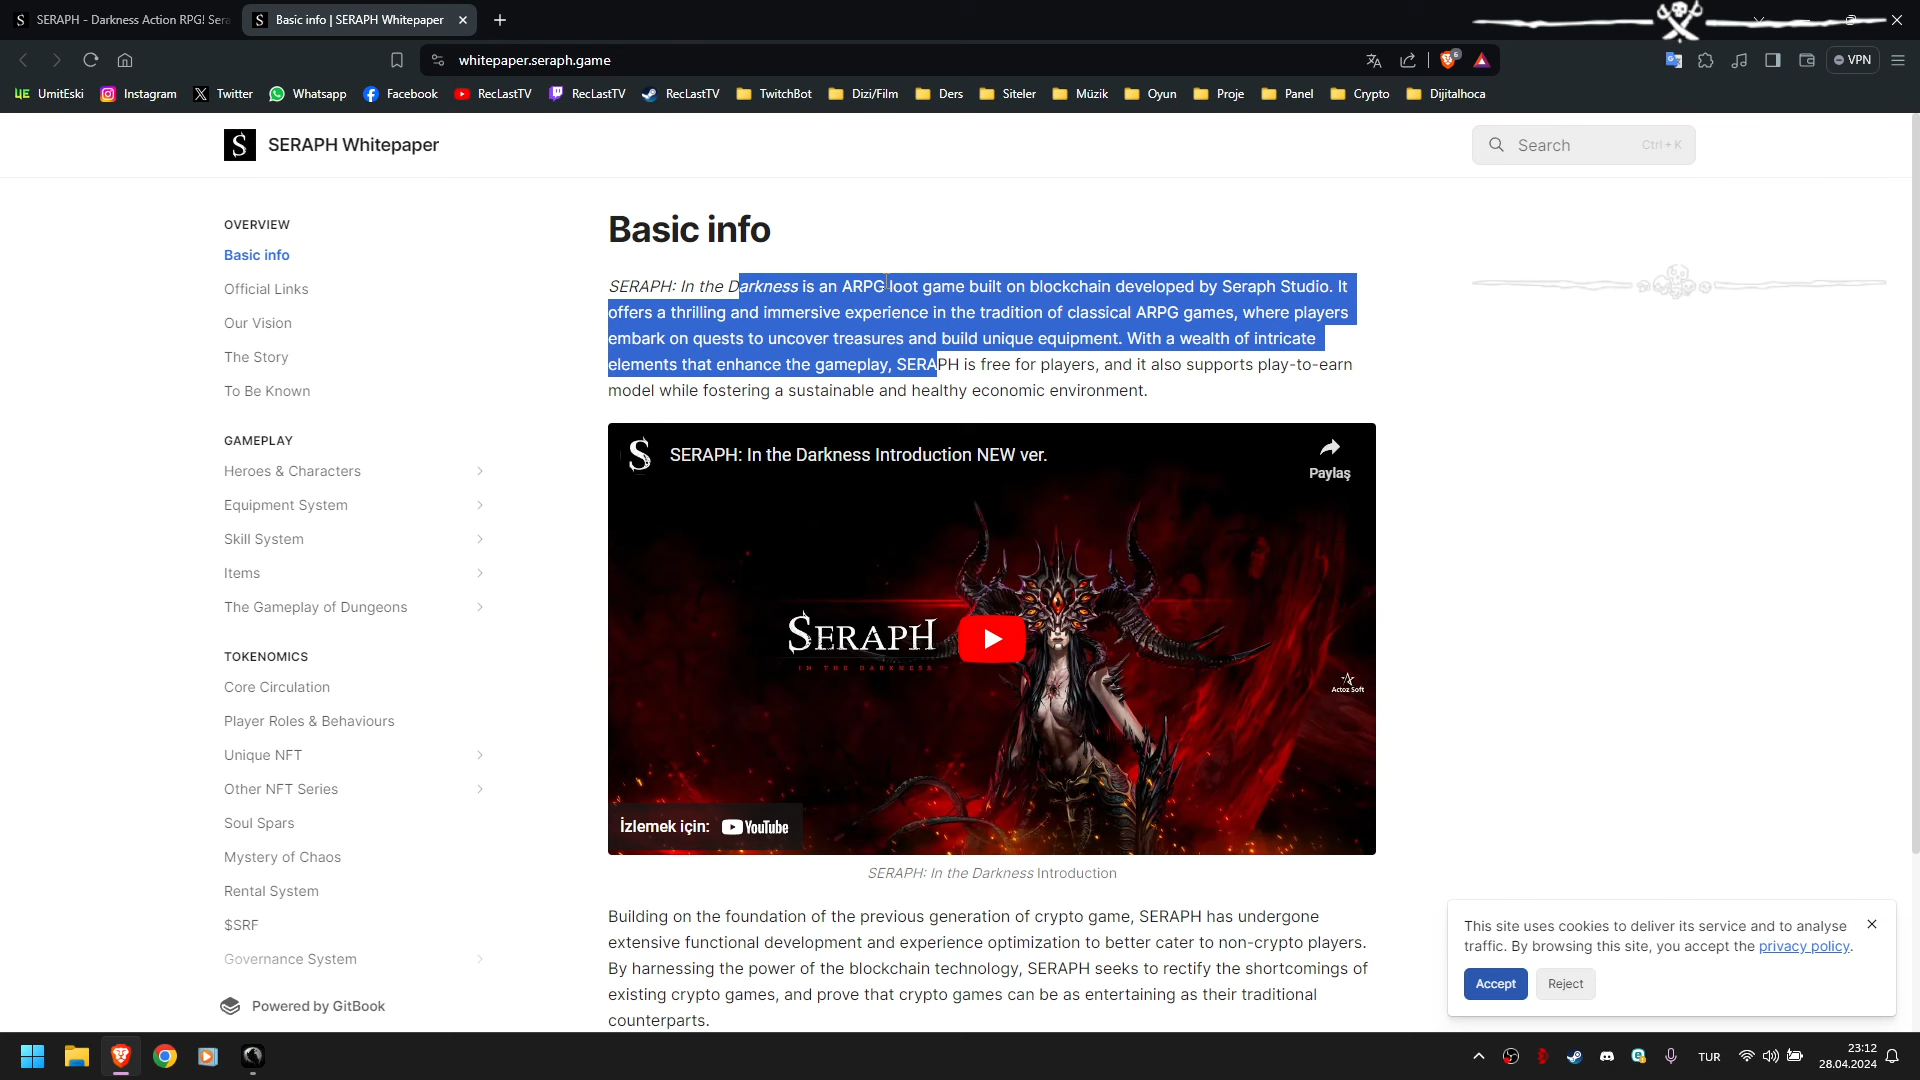 SERAPH - Darkness Action RPG! Sera
Basic info | SERAPH Whitepaper
whitepaper.seraph.game
6
VPN
UE UmitEski
Instagram
Twitter
Whatsapp
Facebook
RecLastTV
RecLastTV
RecLastTV
TwitchBot
Dizi/Film
Ders
Siteler
Müzik
Oyun
Proje
Panel
Crypto
Dijitalhoca
SERAPH Whitepaper
Search
Ctrl + K
OVERVIEW
Basic info
Official Links
Our Vision
The Story
To Be Known
GAMEPLAY
Heroes & Characters
Equipment System
Skill System
Items
The Gameplay of Dungeons
TOKENOMICS
Core Circulation
Player Roles & Behaviours
Unique NFT
Other NFT Series
Soul Spars
Mystery of Chaos
Rental System
$SRF
Governance System
Powered by GitBook
Basic info
SERAPH: In the Darkness is an ARPG loot game built on blockchain developed by Seraph Studio. It
offers a thrilling and immersive experience in the tradition of classical ARPG games, where players
embark on quests to uncover treasures and build unique equipment. With a wealth of intricate
elements that enhance the gameplay, SERAPH is free for players, and it also supports play-to-earn
model while fostering a sustainable and healthy economic environment.
SERAPH: In the Darkness Introduction NEW ver.
Paylaş
SERAPH
IN THE DARKNESS
Actoz Soft
İzlemek için: YouTube
SERAPH: In the Darkness Introduction
Building on the foundation of the previous generation of crypto game, SERAPH has undergone
extensive functional development and experience optimization to better cater to non-crypto players.
By harnessing the power of the blockchain technology, SERAPH seeks to rectify the shortcomings of
existing crypto games, and prove that crypto games can be as entertaining as their traditional
counterparts.
This site uses cookies to deliver its service and to analyse
traffic. By browsing this site, you accept the privacy policy.
Accept
Reject
TUR
23:12
28.04.2024